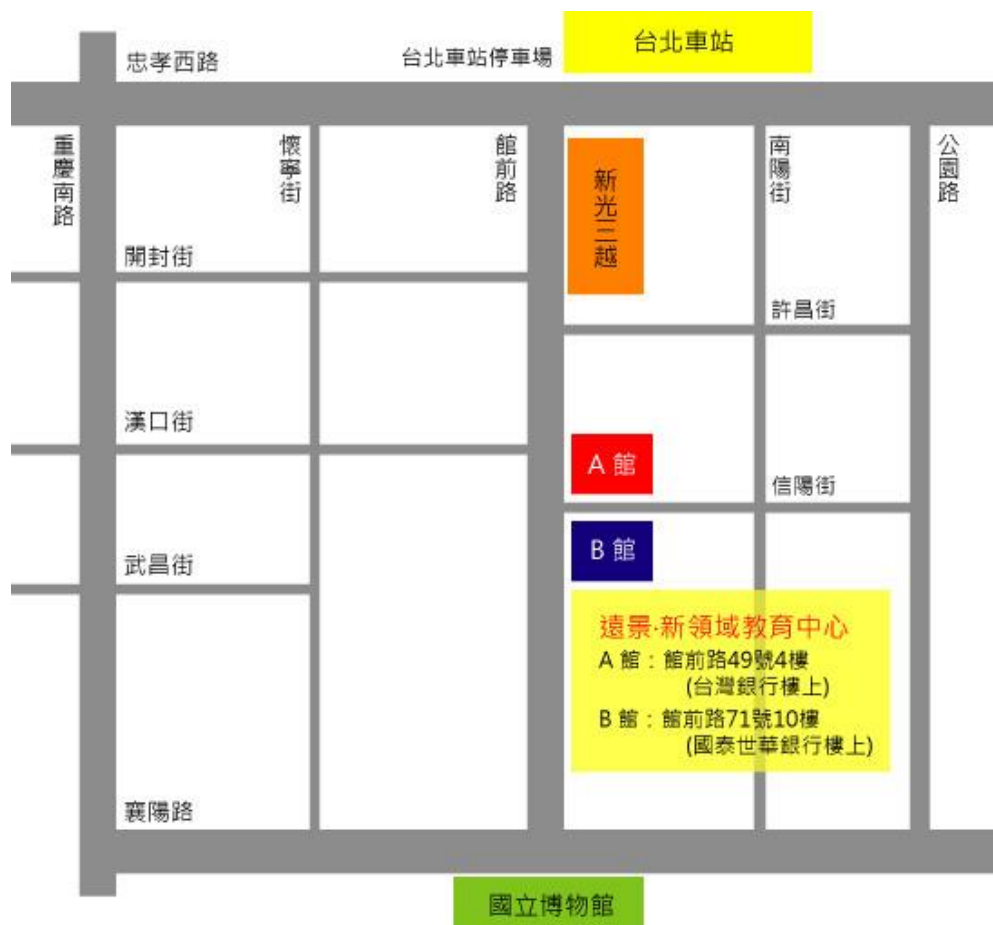 台北車站
台北車站停車場
忠孝西路
重慶南路
懷寧街
館前路
新光三越
南陽街
公園路
開封街
許昌街
漢口街
A 館
信陽街
B 館
武昌街
遠景·新領域教育中心
A 館：館前路49號4樓
(台灣銀行樓上)
B 館：館前路71號10樓
(國泰世華銀行樓上)
襄陽路
國立博物館